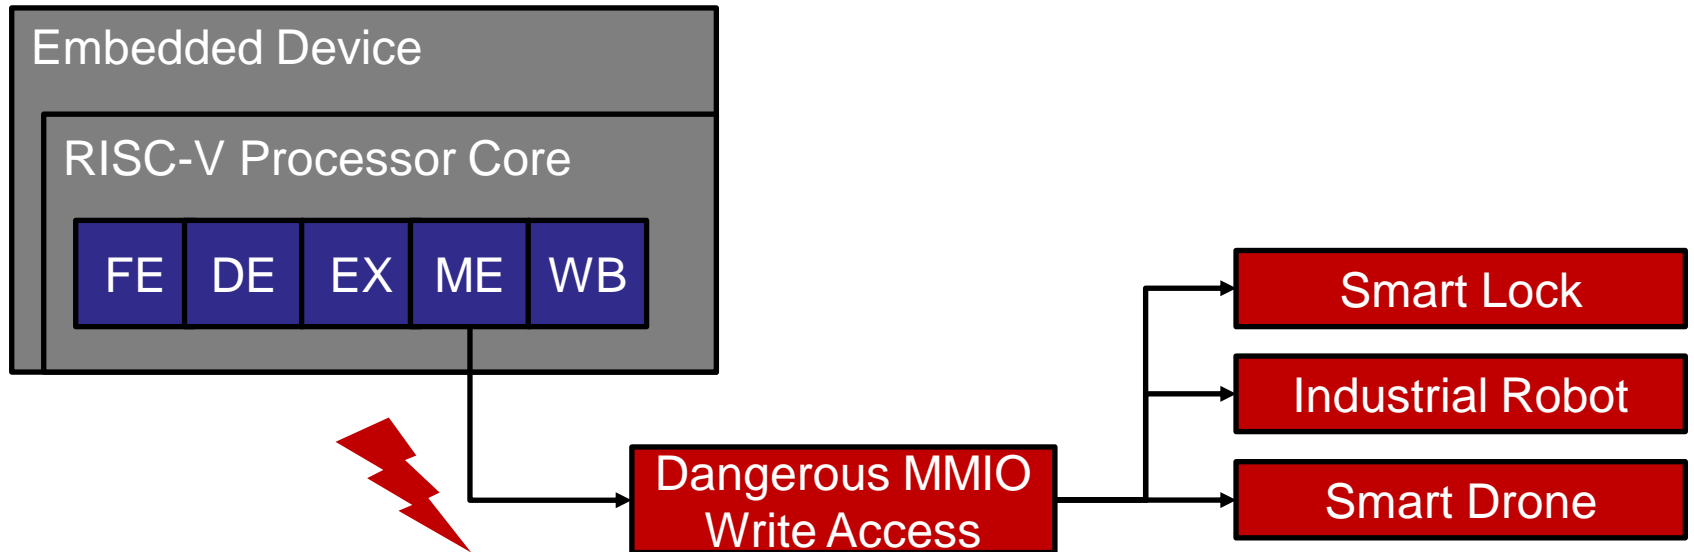 Embedded Device
RISC-V Processor Core
FE DE EX ME WB
Smart Lock
Industrial Robot
Dangerous MMIO
Write Access
Smart Drone